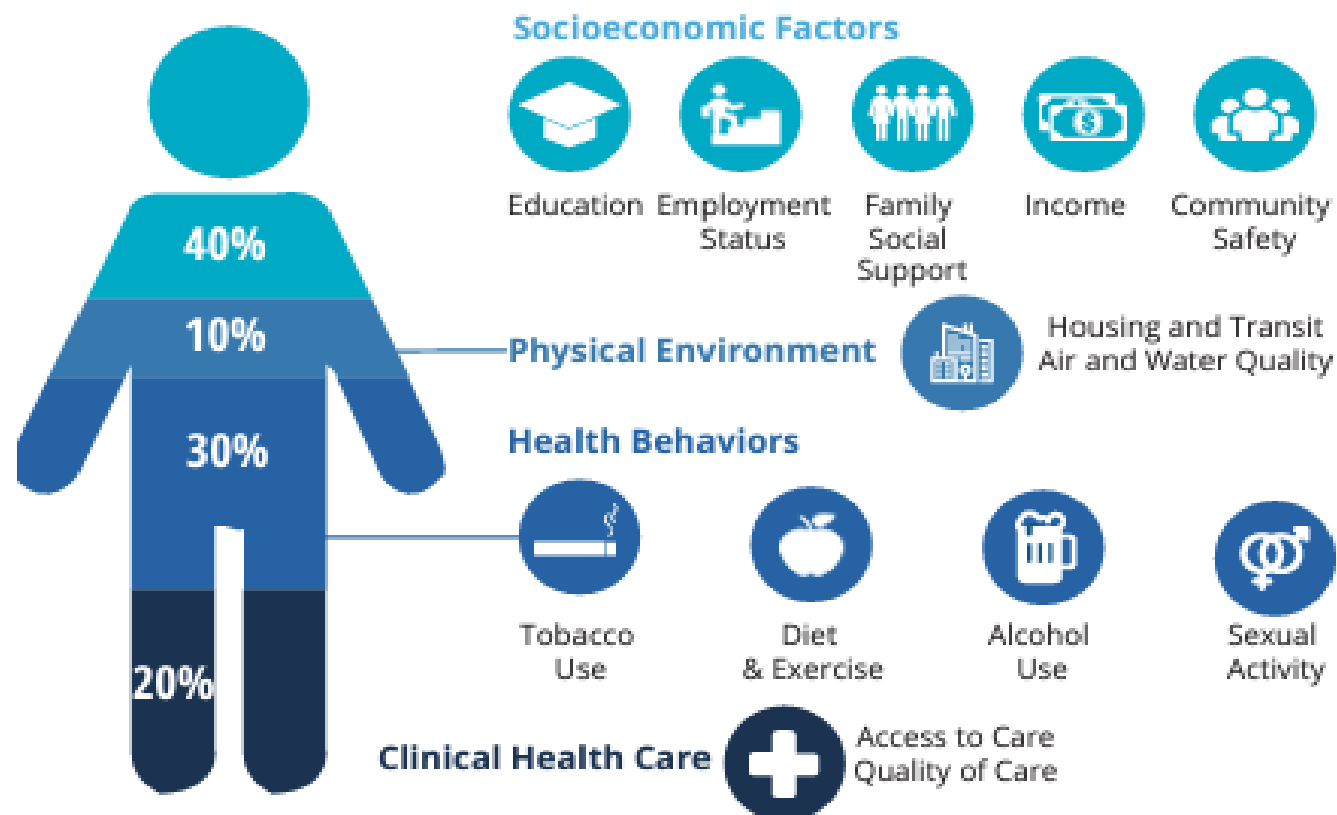 Socioeconomic Factors
Education
Employment
Status
Family
Social
Support
Income
Community
Safety
40%
10%
Physical Environment
Housing and Transit
Air and Water Quality
30%
Health Behaviors
Tobacco
Use
Diet
& Exercise
Alcohol
Use
Sexual
Activity
20%
Clinical Health Care
Access to Care
Quality of Care